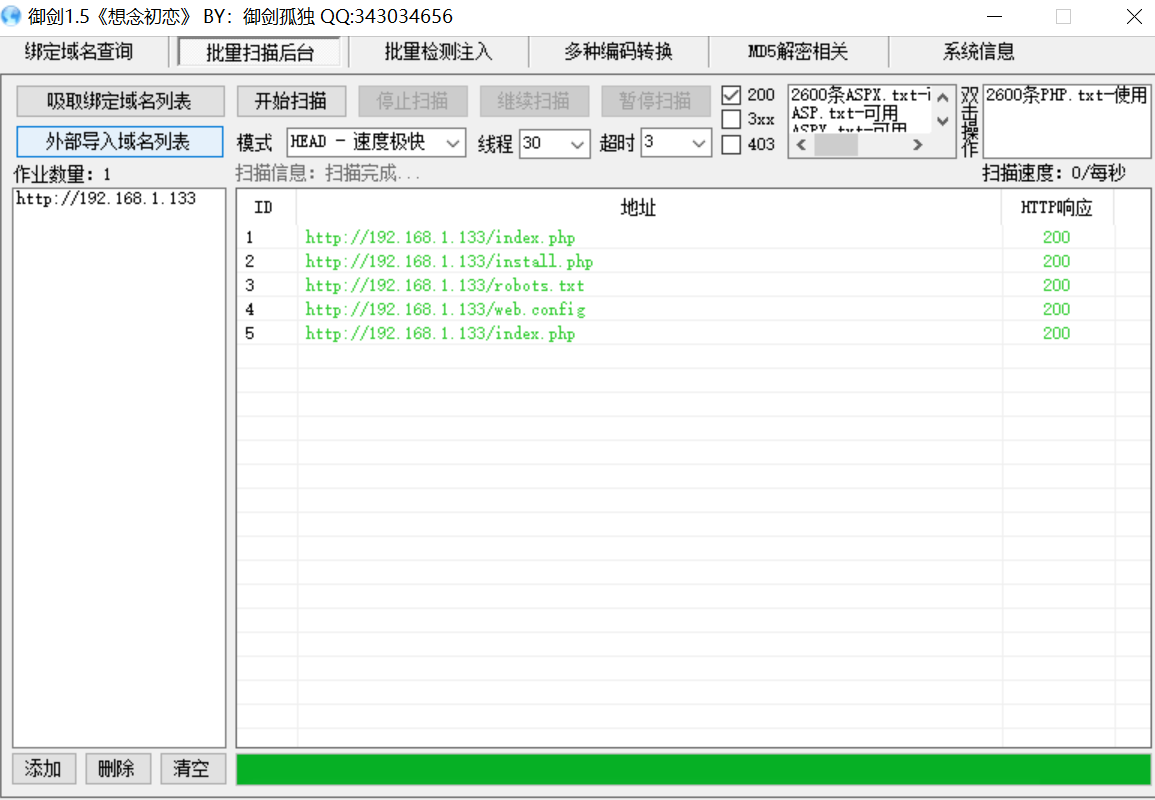 御剑1.5《想念初恋》 BY：御剑孤独 QQ:343034656
绑定域名查询 批量扫描后台 批量检测注入 多种编码转换 MD5解密相关 系统信息
吸取绑定域名列表 开始扫描 停止扫描 继续扫描 暂停扫描 200
3xx
403
外部导入域名列表 模式 HEAD - 速度极快 线程 30 超时 3
2600条ASPX.txt-
ASP.txt-可用
ASPX.txt-可用
双击操作
2600条PHP.txt-使用
作业数量：1 扫描信息：扫描完成... 扫描速度：0/每秒
http://192.168.1.133
ID 地址 HTTP响应
1 http://192.168.1.133/index.php 200
2 http://192.168.1.133/install.php 200
3 http://192.168.1.133/robots.txt 200
4 http://192.168.1.133/web.config 200
5 http://192.168.1.133/index.php 200
添加 删除 清空